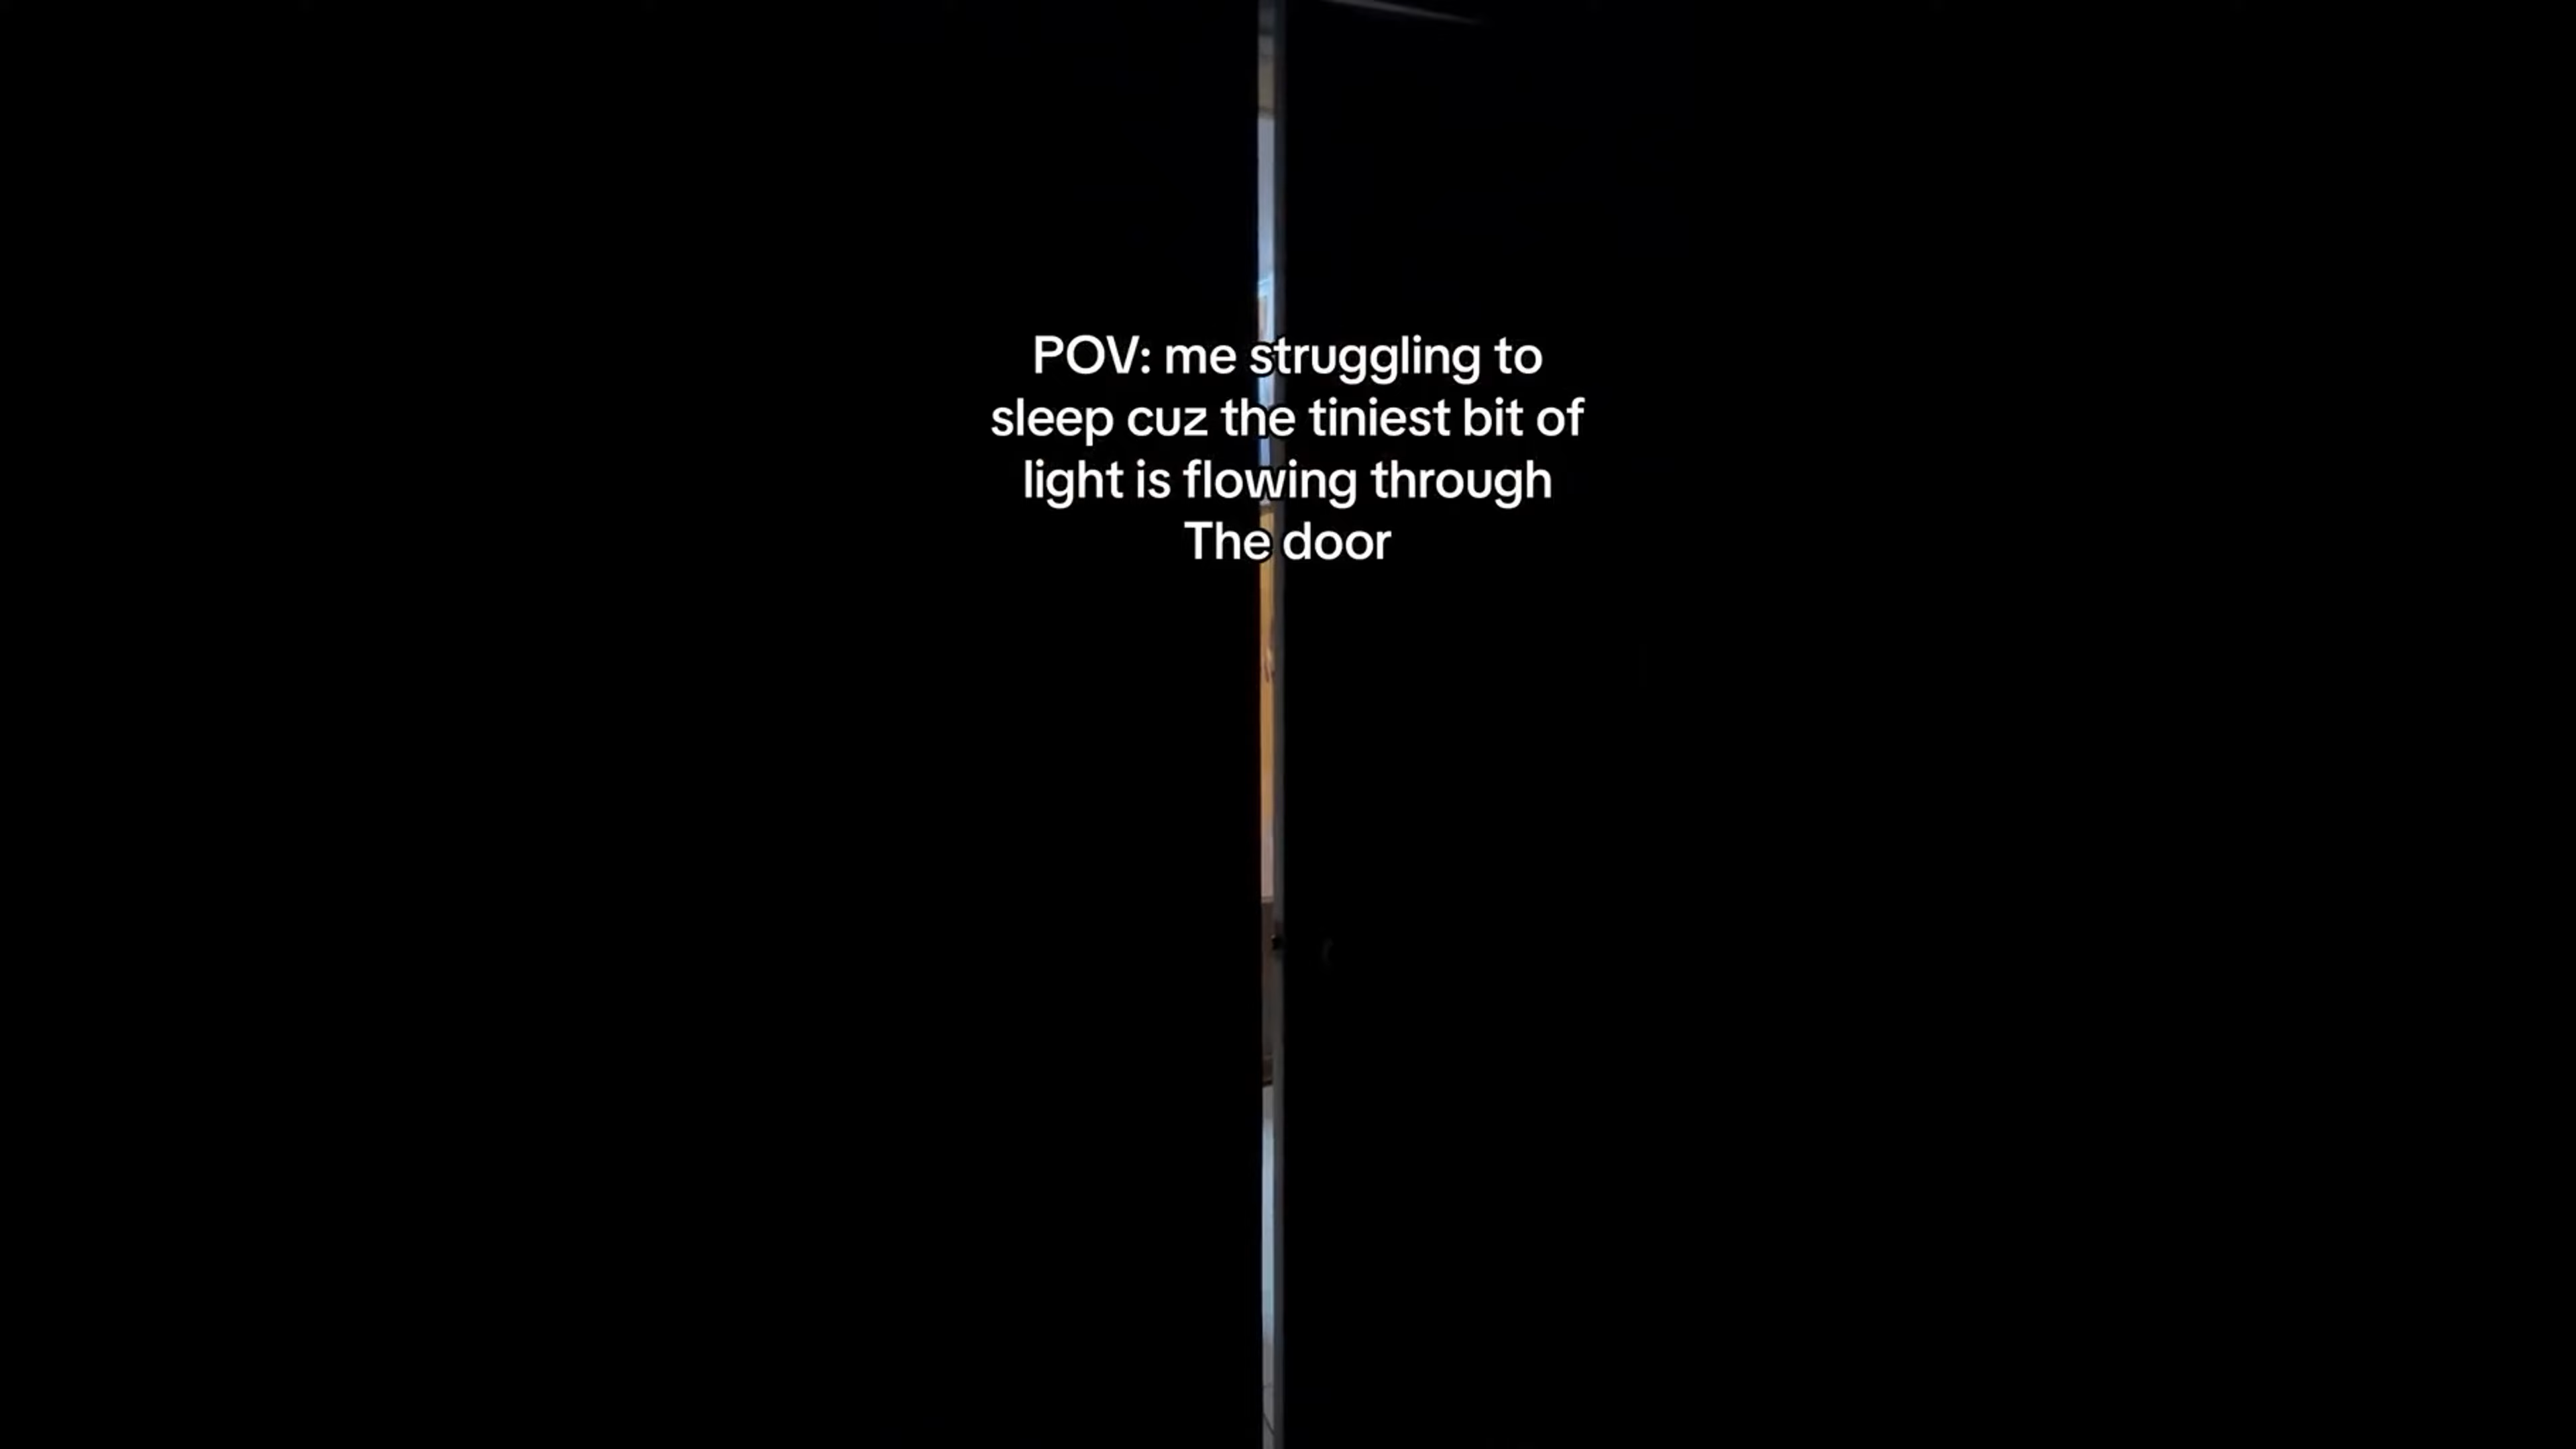 POV: me struggling to
sleep cuz the tiniest bit of
light is flowing through
The door